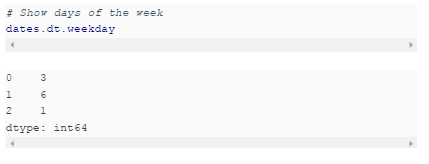 # Show days of the week
dates.dt.weekday
0    3
1    6
2    1
dtype: int64